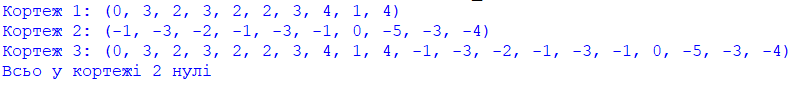 Кортеж 1: (0, 3, 2, 3, 2, 2, 3, 4, 1, 4)
Кортеж 2: (-1, -3, -2, -1, -3, -1, 0, -5, -3, -4)
Кортеж 3: (0, 3, 2, 3, 2, 2, 3, 4, 1, 4, -1, -3, -2, -1, -3, -1, 0, -5, -3, -4)
Всьо у кортежі 2 нулі